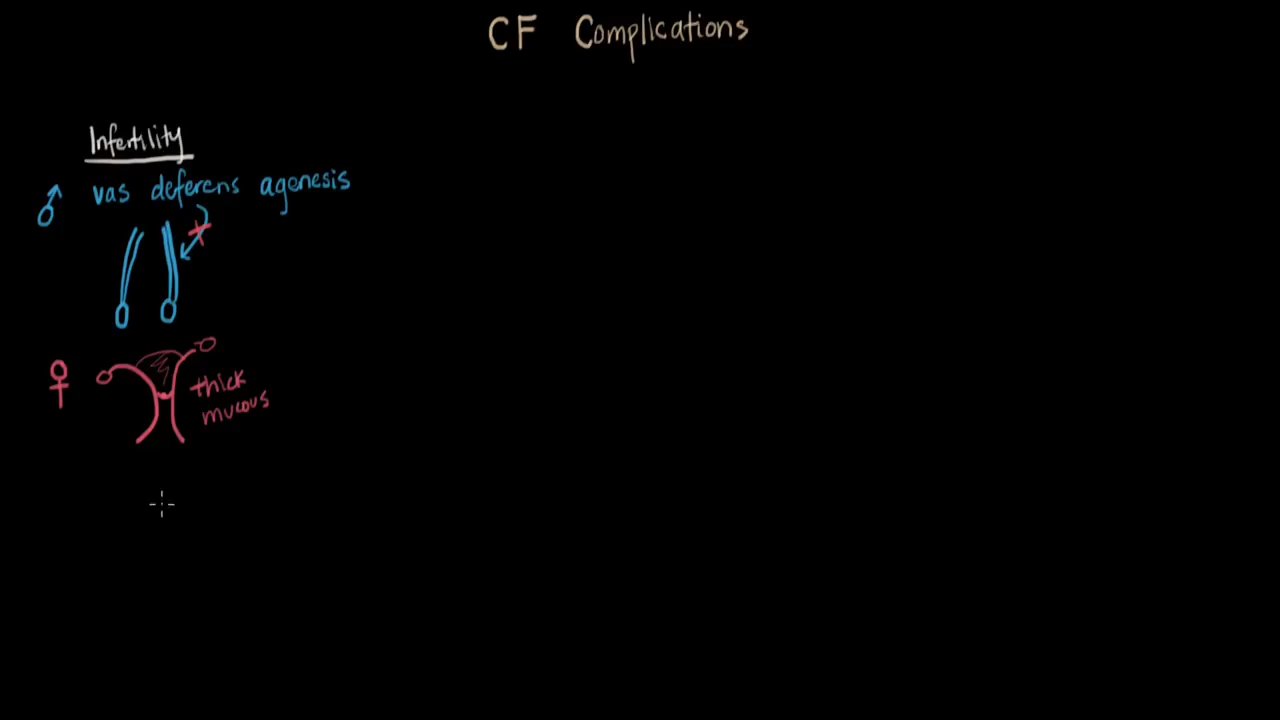 CF Complications
Infertility
♂ vas deferens agenesis
♀
thick
mucous